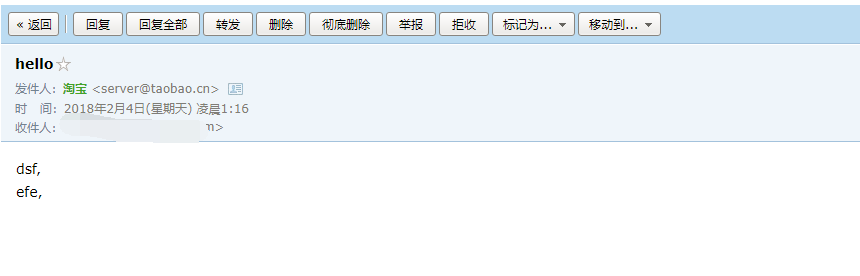 « 返回 回复 回复全部 转发 删除 彻底删除 举报 拒收 标记为... 移动到...
hello
发件人: 淘宝 <server@taobao.cn>
时 间: 2018年2月4日(星期天) 凌晨1:16
收件人: m>
dsf,
efe,